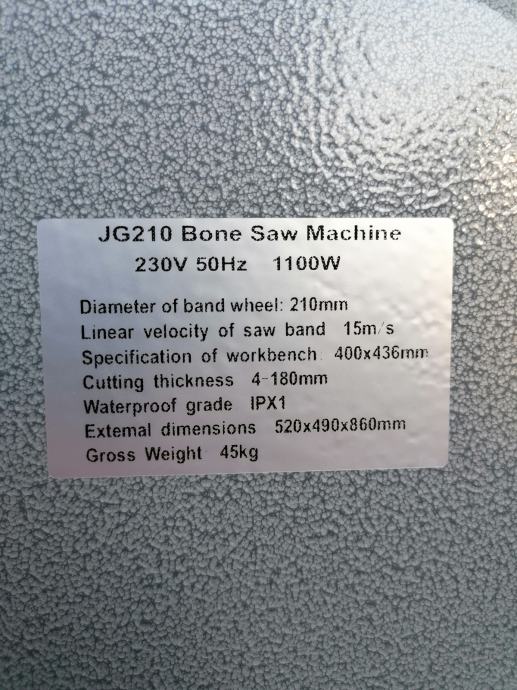 JG210 Bone Saw Machine
230V 50Hz 1100W
Diameter of band wheel: 210mm
Linear velocity of saw band 15m/s
Specification of workbench 400x436mm
Cutting thickness 4-180mm
Waterproof grade IPX1
External dimensions 520x490x860mm
Gross Weight 45kg